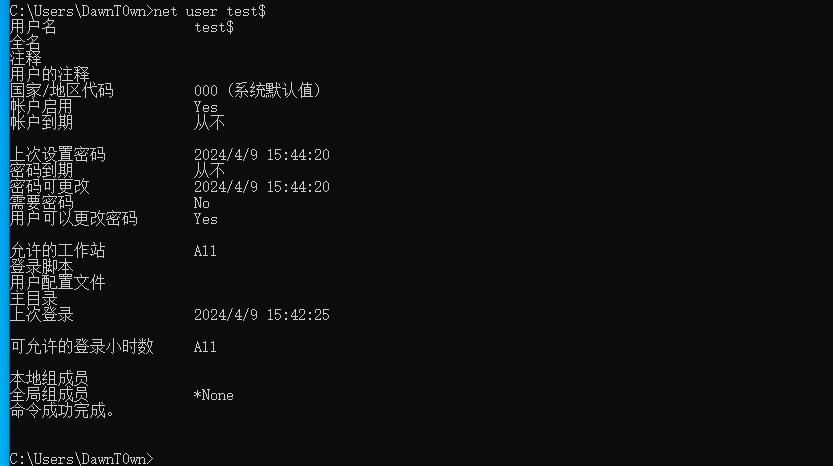 C:\Users\DawnT0wn>net user test$
用户名 test$
全名
注释
用户的注释
国家/地区代码 000 (系统默认值)
帐户启用 Yes
帐户到期 从不
上次设置密码 2024/4/9 15:44:20
密码到期 从不
密码可更改 2024/4/9 15:44:20
需要密码 No
用户可以更改密码 Yes
允许的工作站 All
登录脚本
用户配置文件
主目录
上次登录 2024/4/9 15:42:25
可允许的登录小时数 All
本地组成员
全局组成员 *None
命令成功完成。
C:\Users\DawnT0wn>